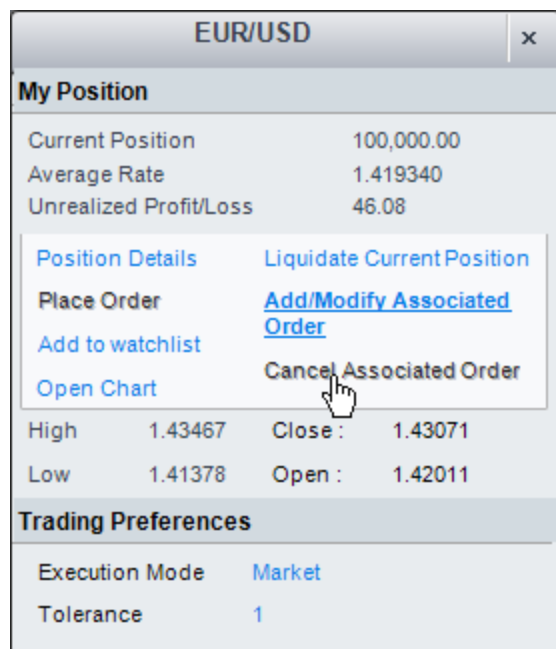 EUR/USD ×
My Position
Current Position 100,000.00
Average Rate 1.419340
Unrealized Profit/Loss 46.08
Position Details Liquidate Current Position
Place Order Add/Modify Associated
Order
Add to watchlist
Cancel Associated Order
Open Chart
High 1.43467 Close : 1.43071
Low 1.41378 Open : 1.42011
Trading Preferences
Execution Mode Market
Tolerance 1